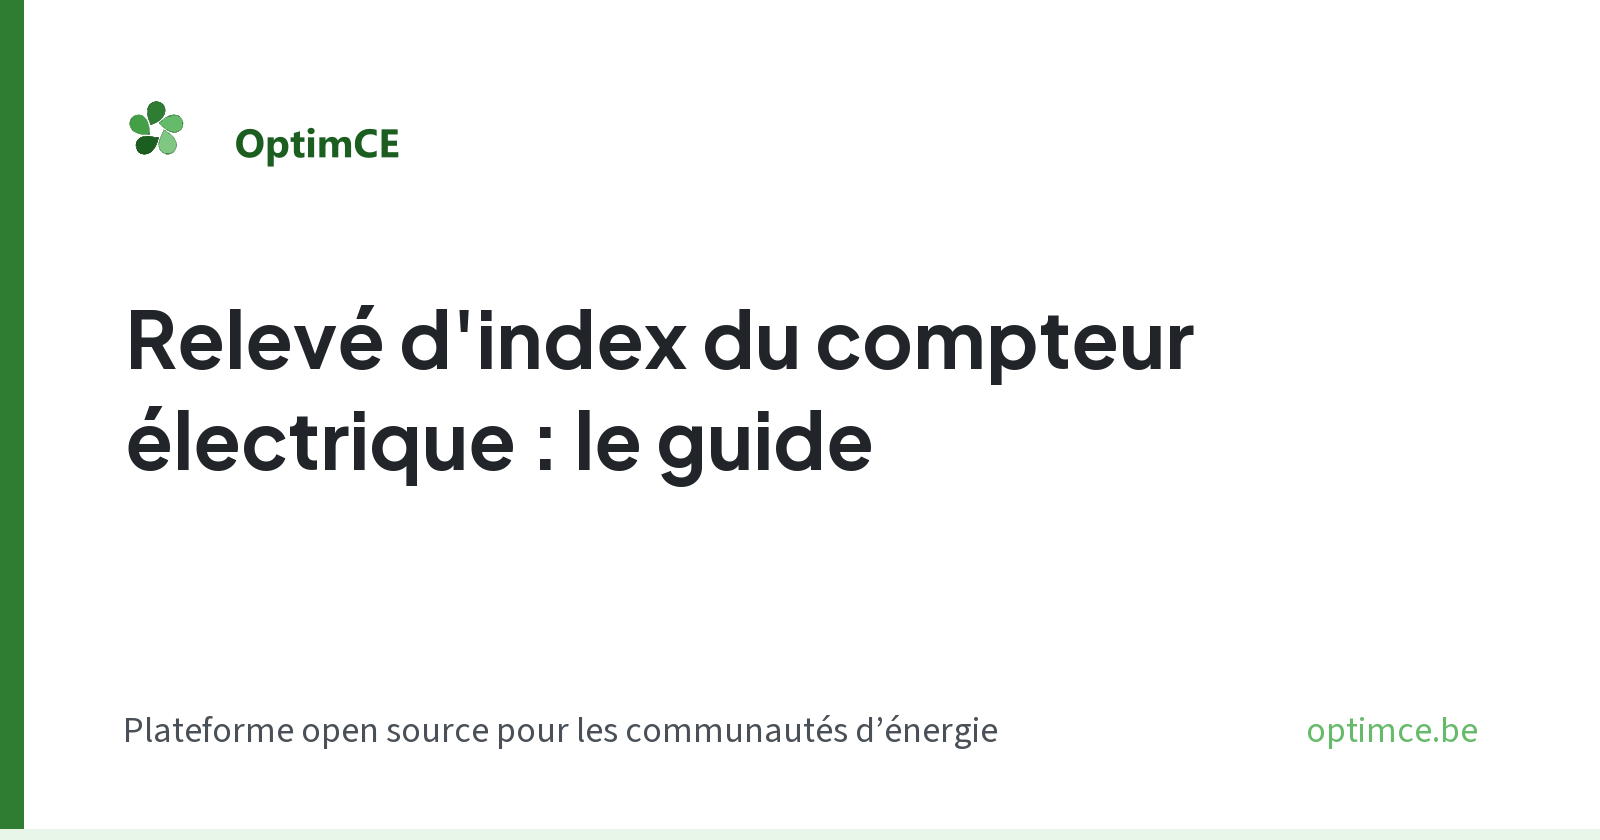 OptimCE
Relevé d'index du compteur
électrique : le guide
Plateforme open source pour les communautés d’énergie
optimce.be